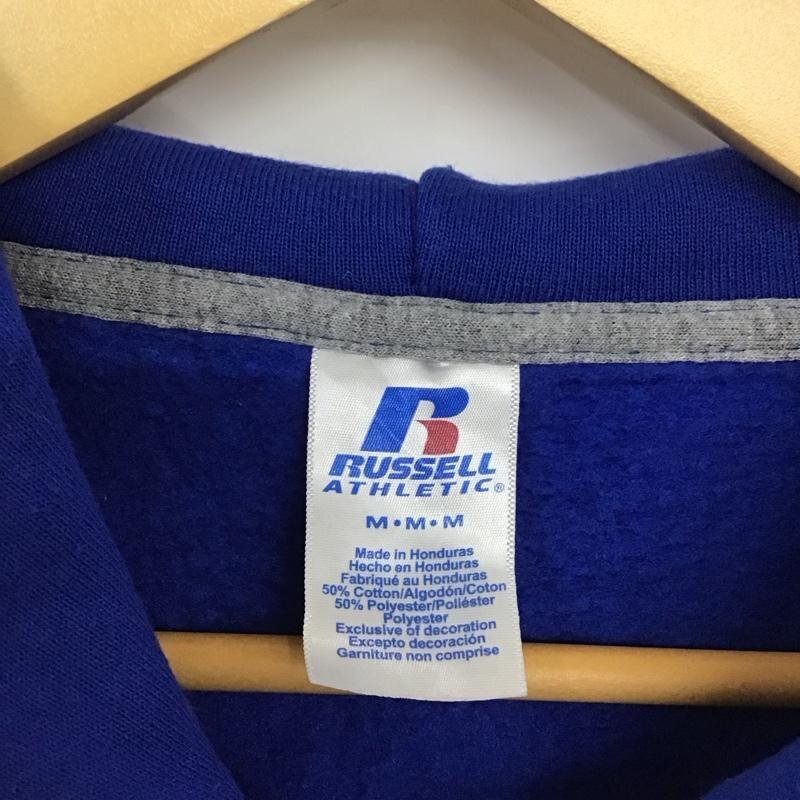 R
RUSSELL
ATHLETIC®
M•M•M
Made in Honduras
Hecho en Honduras
Fabriqué au Honduras
50% Cotton/Algodón/Coton
50% Polyester/Poliéster
Polyester
Exclusive of decoration
Excepto decoración
Garniture non comprise